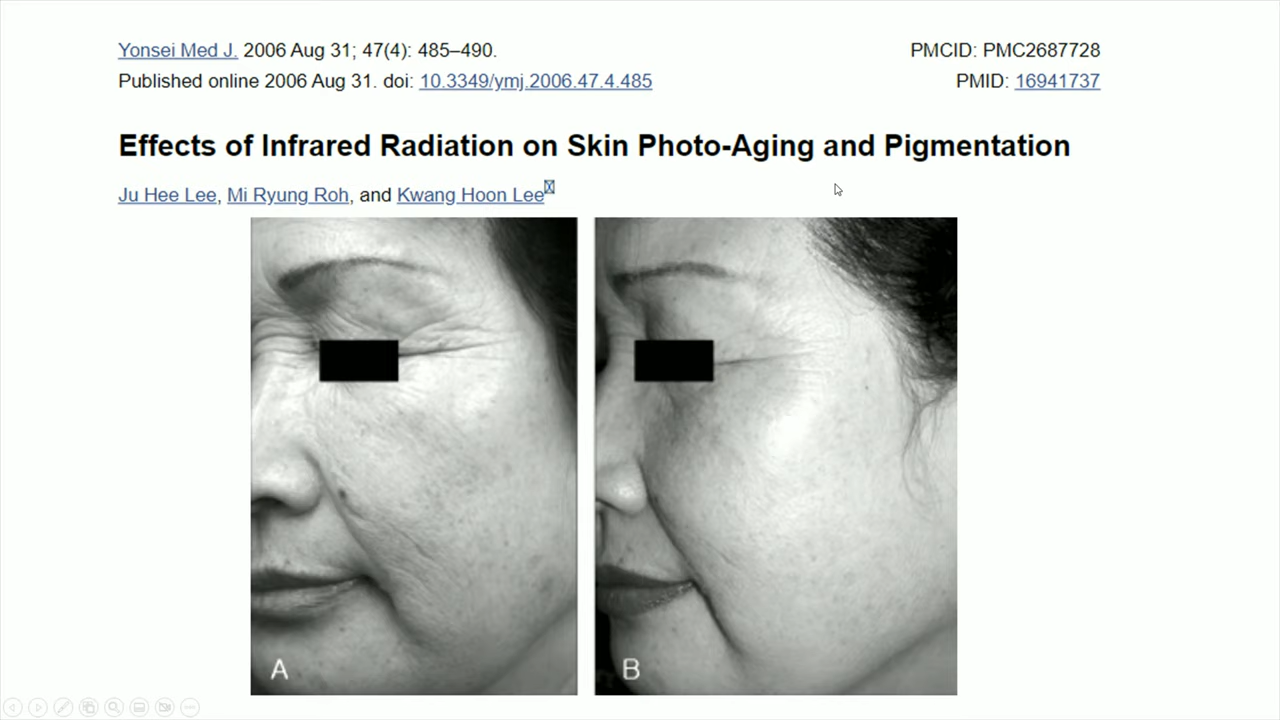 Yonsei Med J. 2006 Aug 31; 47(4): 485–490.
PMCID: PMC2687728
Published online 2006 Aug 31. doi: 10.3349/ymj.2006.47.4.485
PMID: 16941737
Effects of Infrared Radiation on Skin Photo-Aging and Pigmentation
Ju Hee Lee, Mi Ryung Roh, and Kwang Hoon Lee
A
B